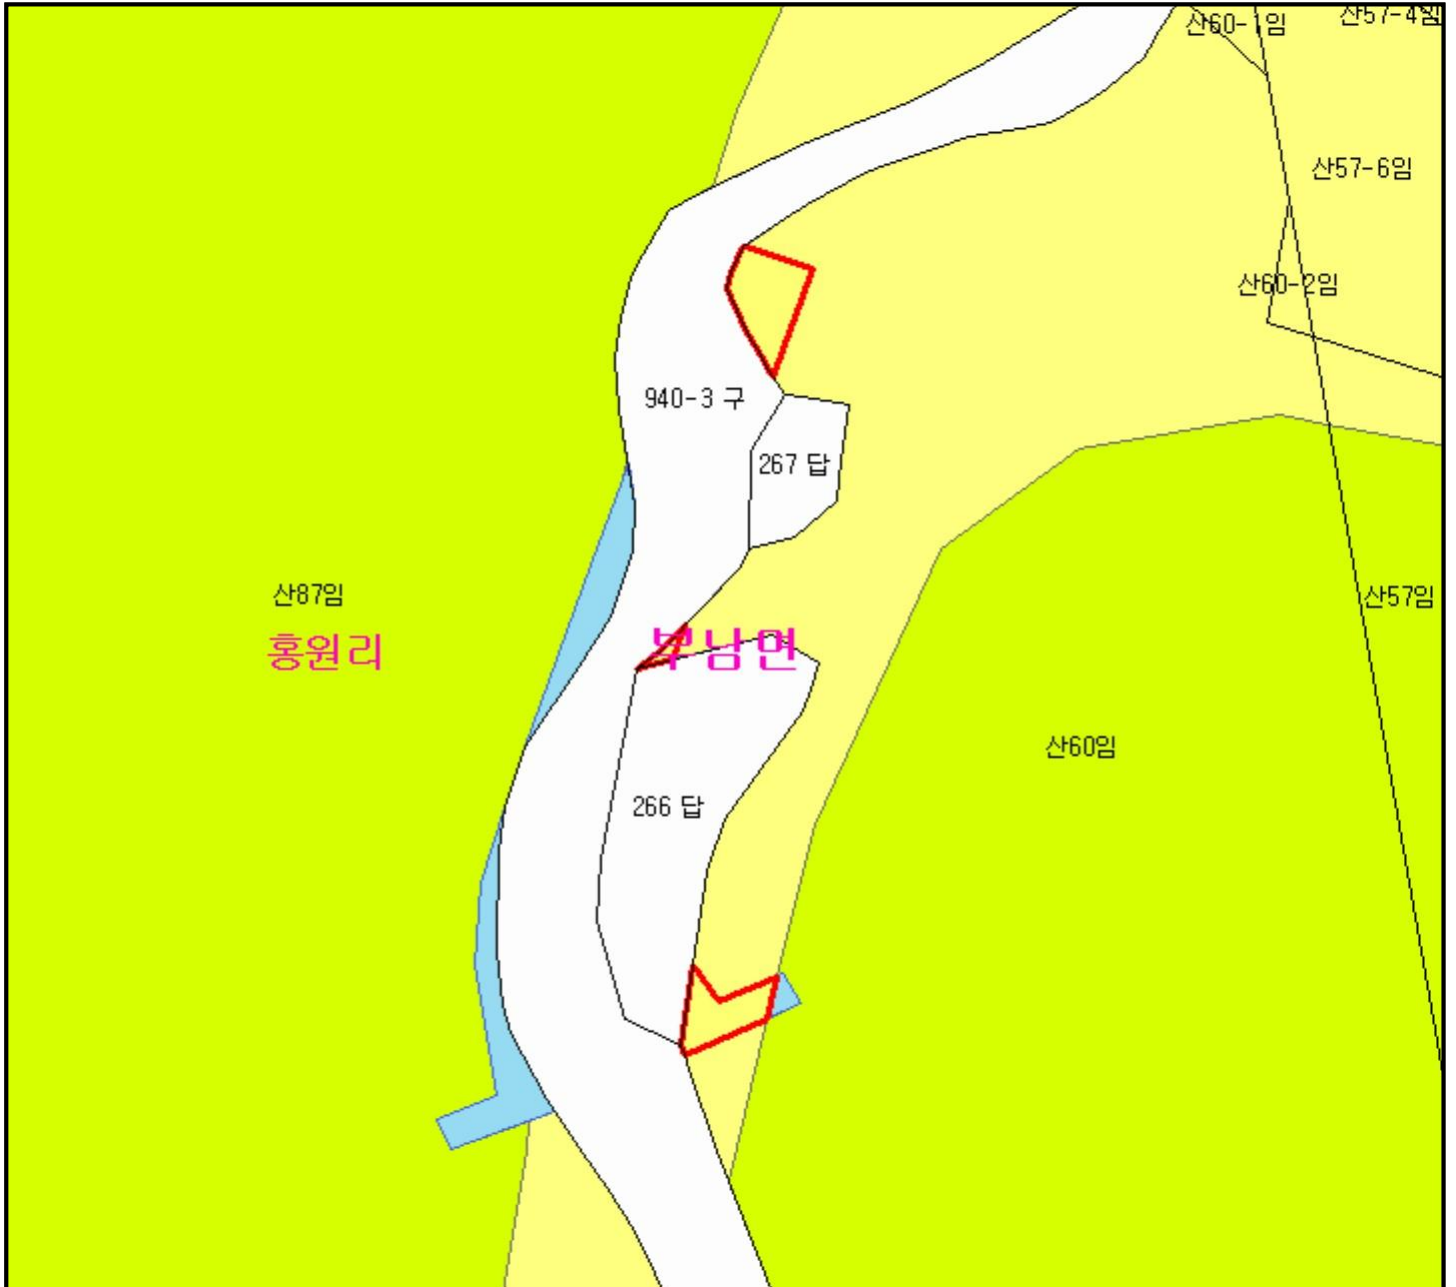 산60-1임
산57-4임
산57-6임
산60-2임
940-3 구
267 답
산87임
산57임
홍원리
부남면
산60임
266 답